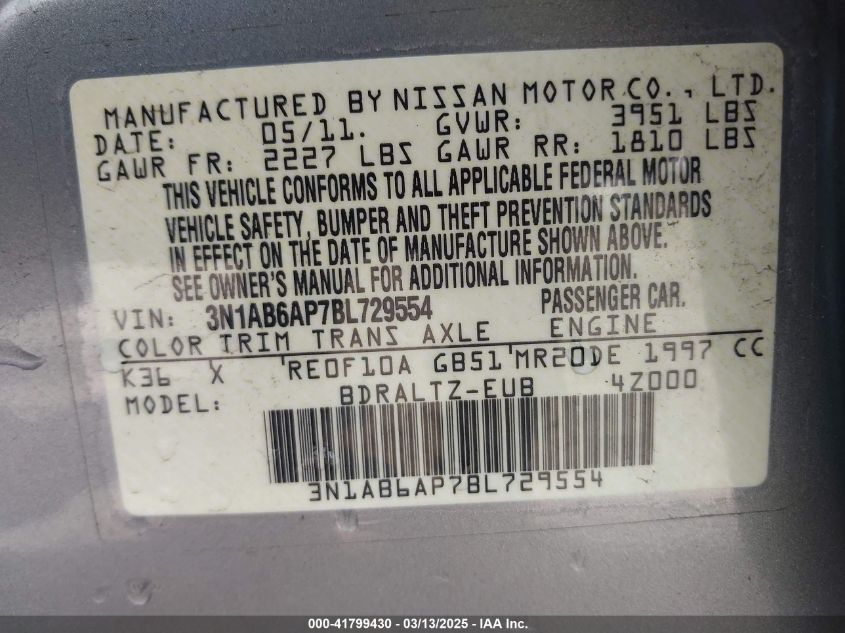 MANUFACTURED BY NISSAN MOTOR CO., LTD.
DATE: 05/11. GVWR: 3951 LBS
GAWR FR: 2227 LBS GAWR RR: 1810 LBS
THIS VEHICLE CONFORMS TO ALL APPLICABLE FEDERAL MOTOR
VEHICLE SAFETY, BUMPER AND THEFT PREVENTION STANDARDS
IN EFFECT ON THE DATE OF MANUFACTURE SHOWN ABOVE.
SEE OWNER'S MANUAL FOR ADDITIONAL INFORMATION.
VIN: 3N1AB6AP7BL729554 PASSENGER CAR.
COLOR TRIM TRANS AXLE ENGINE
K36 X RE0F10A GB51 MR20DE 1997 CC
MODEL: BDRALTZ-EUB 4Z000
3N1AB6AP7BL729554
000-41799430 - 03/13/2025 - IAA Inc.